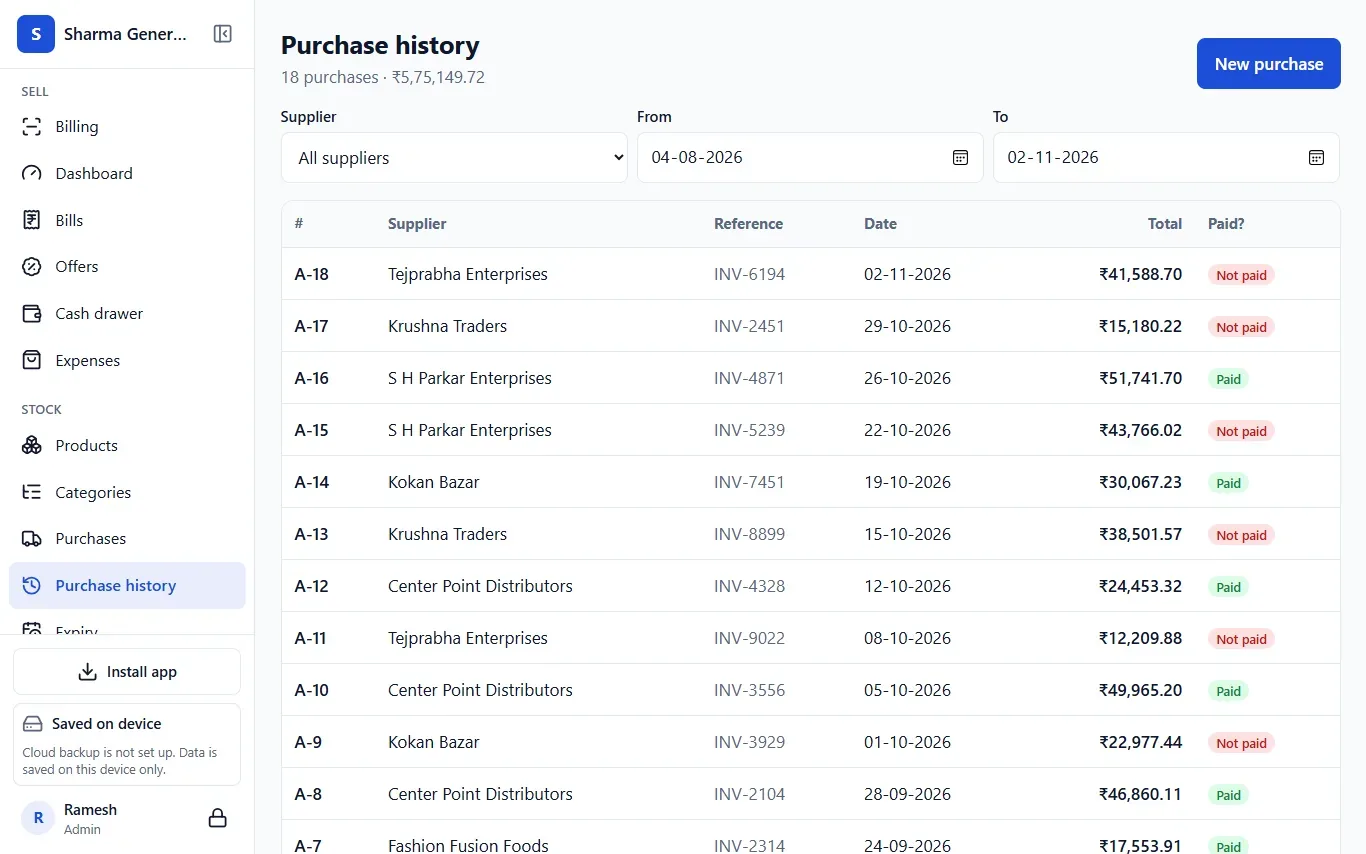 S Sharma Gener...
SELL
Billing
Dashboard
Bills
Offers
Cash drawer
Expenses
STOCK
Products
Categories
Purchases
Purchase history
Expiry
Install app
Saved on device
Cloud backup is not set up. Data is
saved on this device only.
R Ramesh
Admin
Purchase history
18 purchases · ₹5,75,149.72
New purchase
Supplier From To
All suppliers 04-08-2026 02-11-2026
# Supplier Reference Date Total Paid?
A-18 Tejprabha Enterprises INV-6194 02-11-2026 ₹41,588.70 Not paid
A-17 Krushna Traders INV-2451 29-10-2026 ₹15,180.22 Not paid
A-16 S H Parkar Enterprises INV-4871 26-10-2026 ₹51,741.70 Paid
A-15 S H Parkar Enterprises INV-5239 22-10-2026 ₹43,766.02 Not paid
A-14 Kokan Bazar INV-7451 19-10-2026 ₹30,067.23 Paid
A-13 Krushna Traders INV-8899 15-10-2026 ₹38,501.57 Not paid
A-12 Center Point Distributors INV-4328 12-10-2026 ₹24,453.32 Paid
A-11 Tejprabha Enterprises INV-9022 08-10-2026 ₹12,209.88 Not paid
A-10 Center Point Distributors INV-3556 05-10-2026 ₹49,965.20 Paid
A-9 Kokan Bazar INV-3929 01-10-2026 ₹22,977.44 Not paid
A-8 Center Point Distributors INV-2104 28-09-2026 ₹46,860.11 Paid
A-7 Fashion Fusion Foods INV-2314 24-09-2026 ₹17,553.91 Paid